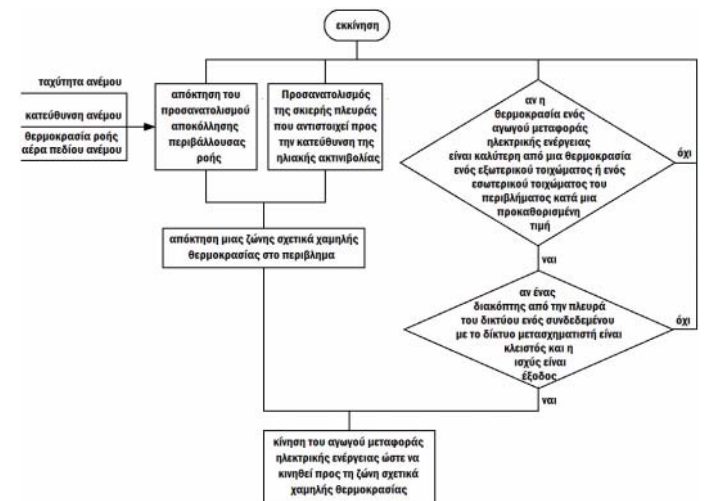 εκκίνηση
ταχύτητα ανέμου
κατεύθυνση ανέμου
θερμοκρασία ροής
αέρα πεδίου ανέμου
απόκτηση του
προσανατολισμού
αποκόλλησης
περιβάλλουσας
ροής
Προσανατολισμός
της σκιερής πλευράς
που αντιστοιχεί προς
την κατεύθυνση της
ηλιακής ακτινιβολίας
αν η
θερμοκρασία ενός
αγωγού μεταφοράς
ηλεκτρικής ενέργειας
είναι καλύτερη από μια θερμοκρασία
ενός εξωτερικού τοιχώματος ή ενός
εσωτερικού τοιχώματος του
περιβλήματος κατά μια
προκαθορισμένη
τιμή
όχι
απόκτηση μιας ζώνης σχετικά χαμηλής
θερμοκρασίας στο περιβλημα
ναι
αν ένας
διακόπτης από την πλευρά
του δικτύου ενός συνδεδεμένου
με το δίκτυο μετασχηματιστή είναι
κλειστός και η
ισχύς είναι
έξοδος
όχι
ναι
κίνηση του αγωγού μεταφοράς
ηλεκτρικής ενέργειας ώστε να
κινηθεί προς τη ζώνη σχετικά
χαμηλής θερμοκρασίας